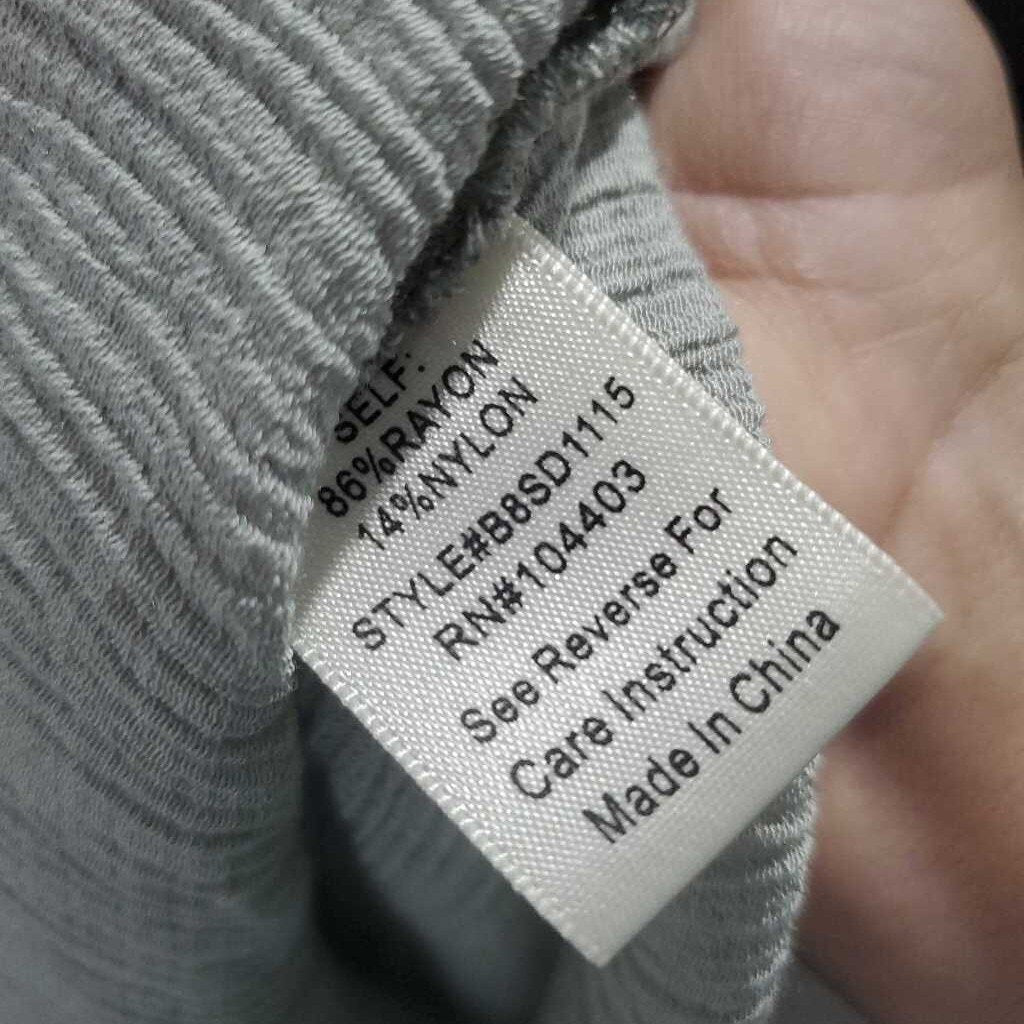 SELF:
86%RAYON
14%NYLON
STYLE#B8SD1115
RN#104403
See Reverse For
Care Instruction
Made In China